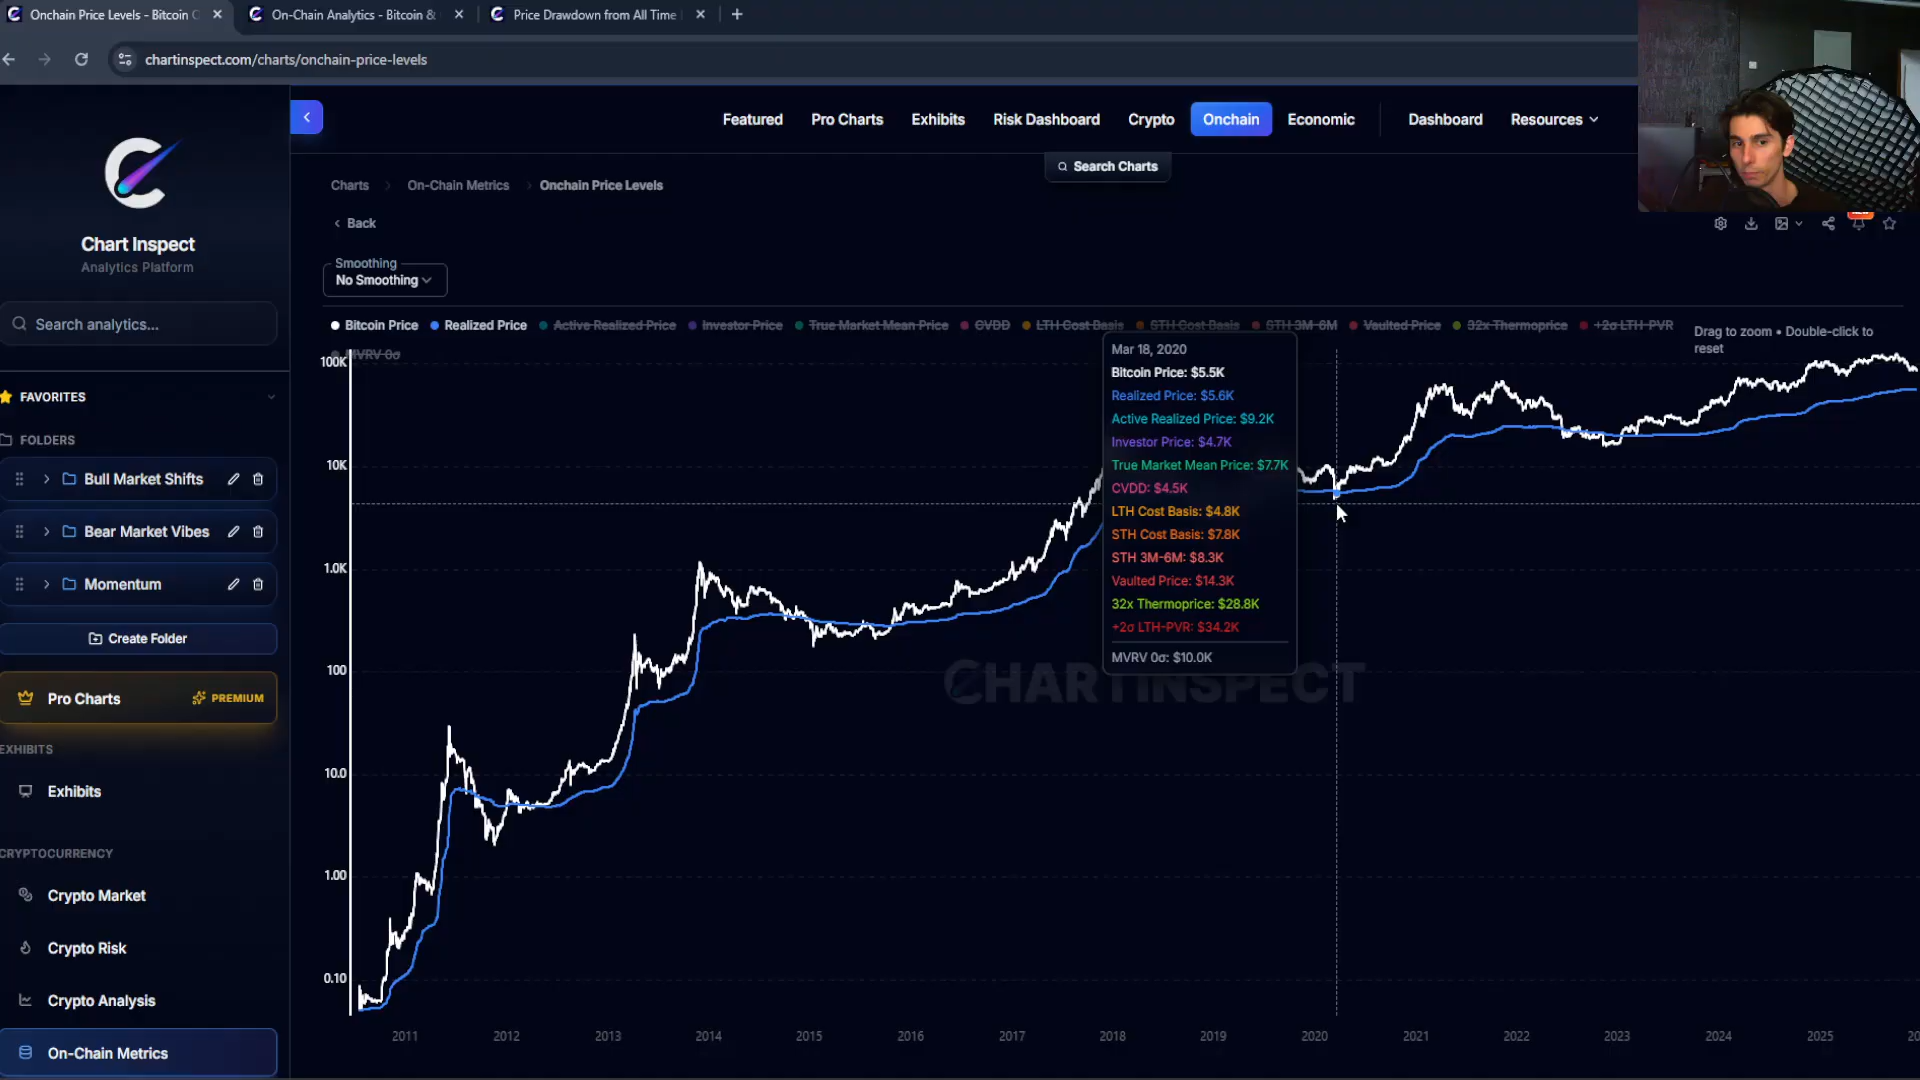 Onchain Price Levels - Bitcoin C
On-Chain Analytics - Bitcoin &
Price Drawdown from All Time
chartinspect.com/charts/onchain-price-levels
Chart Inspect
Analytics Platform
Search analytics...
FAVORITES
FOLDERS
Bull Market Shifts
Bear Market Vibes
Momentum
Create Folder
Pro Charts
PREMIUM
EXHIBITS
Exhibits
CRYPTOCURRENCY
Crypto Market
Crypto Risk
Crypto Analysis
On-Chain Metrics
Featured
Pro Charts
Exhibits
Risk Dashboard
Crypto
Onchain
Economic
Dashboard
Resources
Search Charts
Charts
On-Chain Metrics
Onchain Price Levels
Back
NEW
Smoothing
No Smoothing
Bitcoin Price
Realized Price
Active Realized Price
Investor Price
True Market Mean Price
CVDD
LTH Cost Basis
STH Cost Basis
STH 3M-6M
Vaulted Price
32x Thermoprice
+2σ LTH-PVR
MVRV 0σ
Drag to zoom • Double-click to
reset
100K
10K
1.0K
100
10.0
1.00
0.10
Mar 18, 2020
Bitcoin Price: $5.5K
Realized Price: $5.6K
Active Realized Price: $9.2K
Investor Price: $4.7K
True Market Mean Price: $7.7K
CVDD: $4.5K
LTH Cost Basis: $4.8K
STH Cost Basis: $7.8K
STH 3M-6M: $8.3K
Vaulted Price: $14.3K
32x Thermoprice: $28.8K
+2σ LTH-PVR: $34.2K
MVRV 0σ: $10.0K
CHARTINSPECT
2011
2012
2013
2014
2015
2016
2017
2018
2019
2020
2021
2022
2023
2024
2025
20